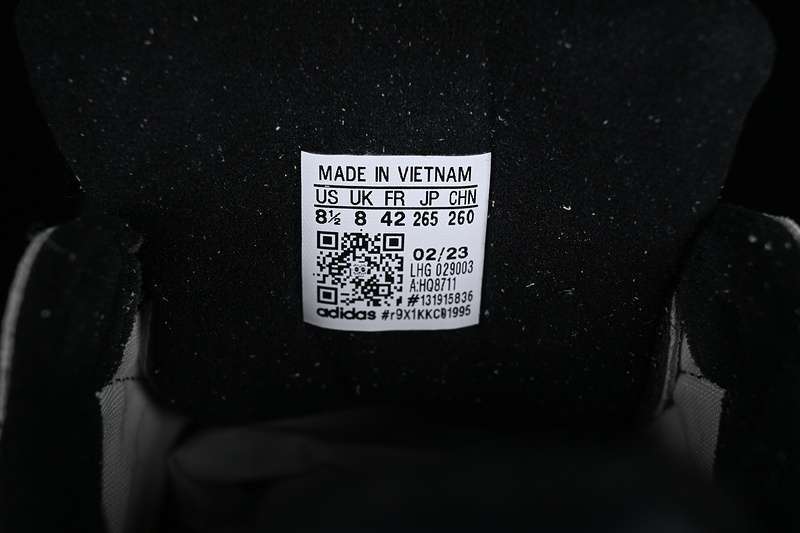 MADE IN VIETNAM
US UK FR JP CHN
8½ 8 42 265 260
02/23
LHG 029003
A:HQ8711
#131915836
adidas #r9X1KKCB1995